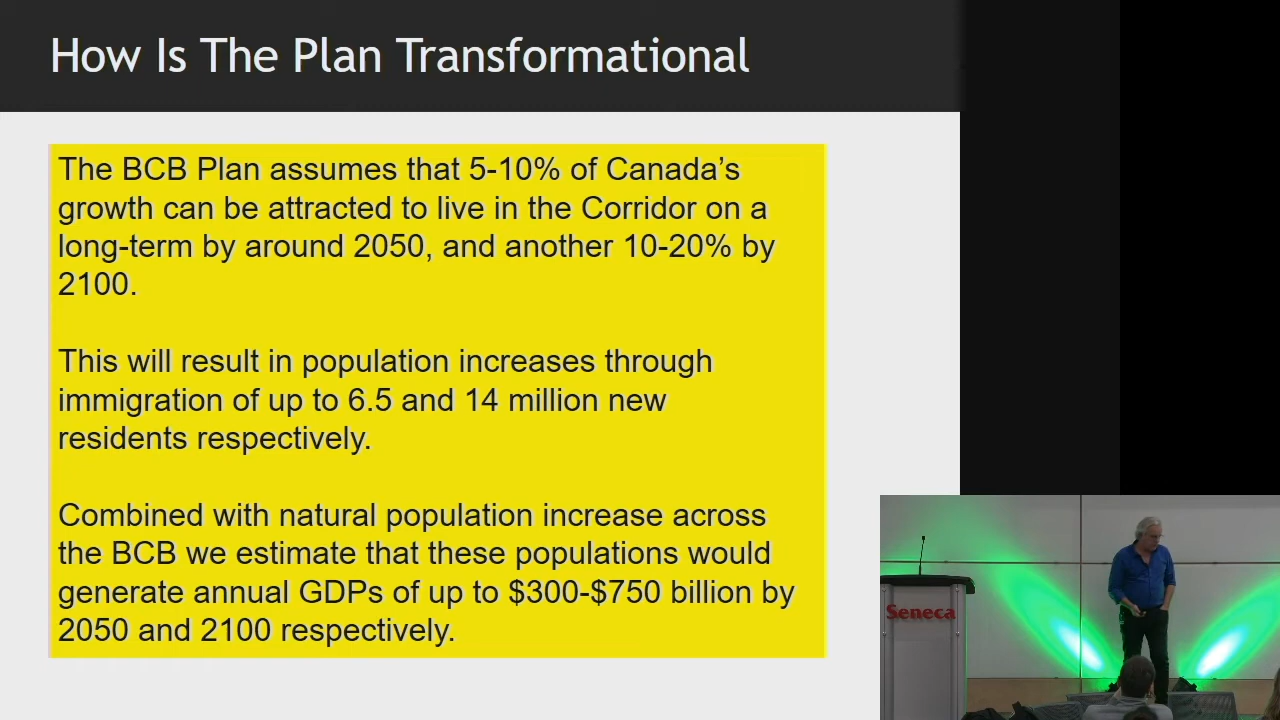 How Is The Plan Transformational
The BCB Plan assumes that 5-10% of Canada’s
growth can be attracted to live in the Corridor on a
long-term by around 2050, and another 10-20% by
2100.
This will result in population increases through
immigration of up to 6.5 and 14 million new
residents respectively.
Combined with natural population increase across
the BCB we estimate that these populations would
generate annual GDPs of up to $300-$750 billion by
2050 and 2100 respectively.
Seneca